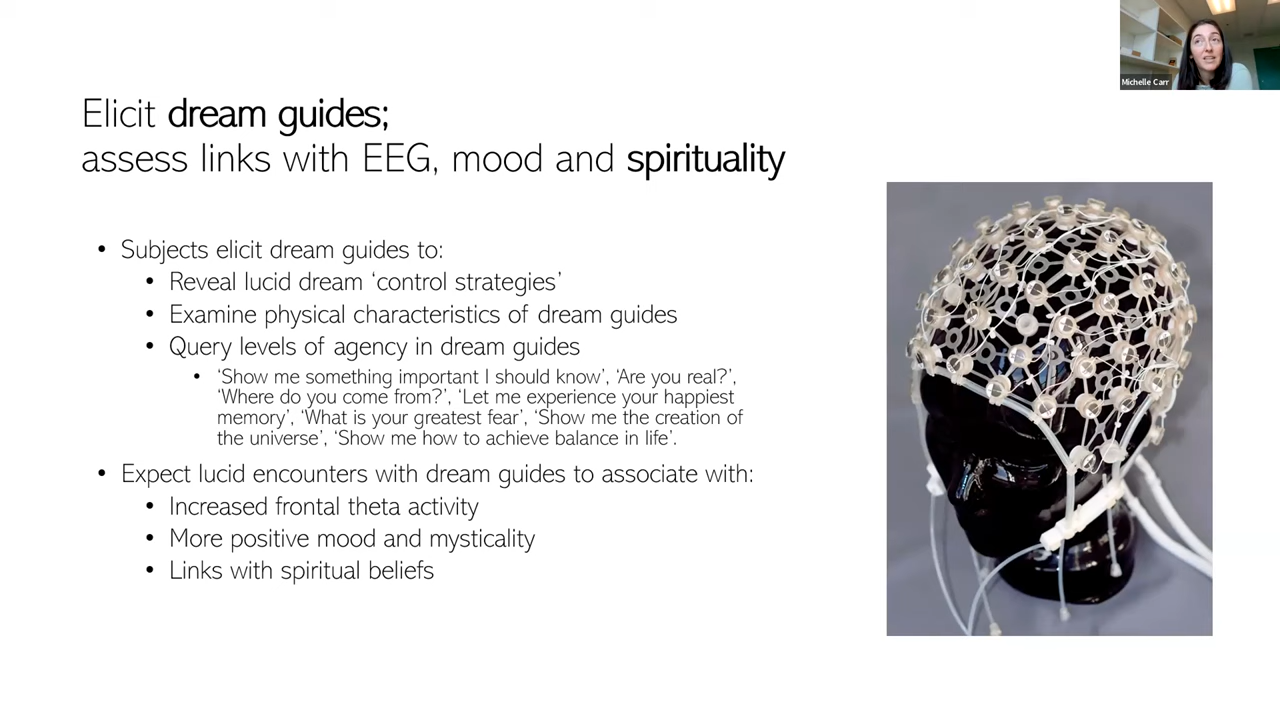 Michelle Carr
Elicit dream guides;
assess links with EEG, mood and spirituality
• Subjects elicit dream guides to:
• Reveal lucid dream ‘control strategies’
• Examine physical characteristics of dream guides
• Query levels of agency in dream guides
• ‘Show me something important I should know’, ‘Are you real?’,
‘Where do you come from?’, ‘Let me experience your happiest
memory’, ‘What is your greatest fear’, ‘Show me the creation of
the universe’, ‘Show me how to achieve balance in life’.
• Expect lucid encounters with dream guides to associate with:
• Increased frontal theta activity
• More positive mood and mysticality
• Links with spiritual beliefs